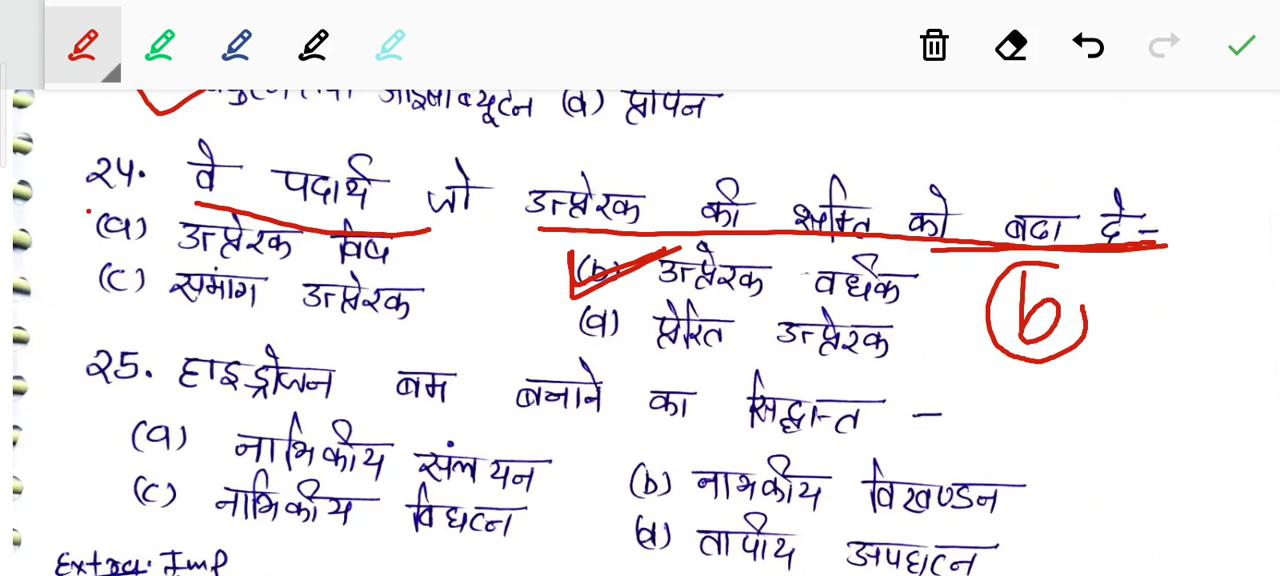 (d) प्रोपेन
24. वे पदार्थ जो उत्प्रेरक की शक्ति को बढा दे-
(a) उत्प्रेरक विष (b) उत्प्रेरक वर्धक
b
(c) समांग उत्प्रेरक (d) प्रेरित उत्प्रेरक
25. हाइड्रोजन बम बनाने का सिद्धान्त -
(a) नाभिकीय संलयन (b) नाभकीय विखण्डन
(c) नाभिकीय विघटन (d) तापीय अपघटन
Extra. Imp